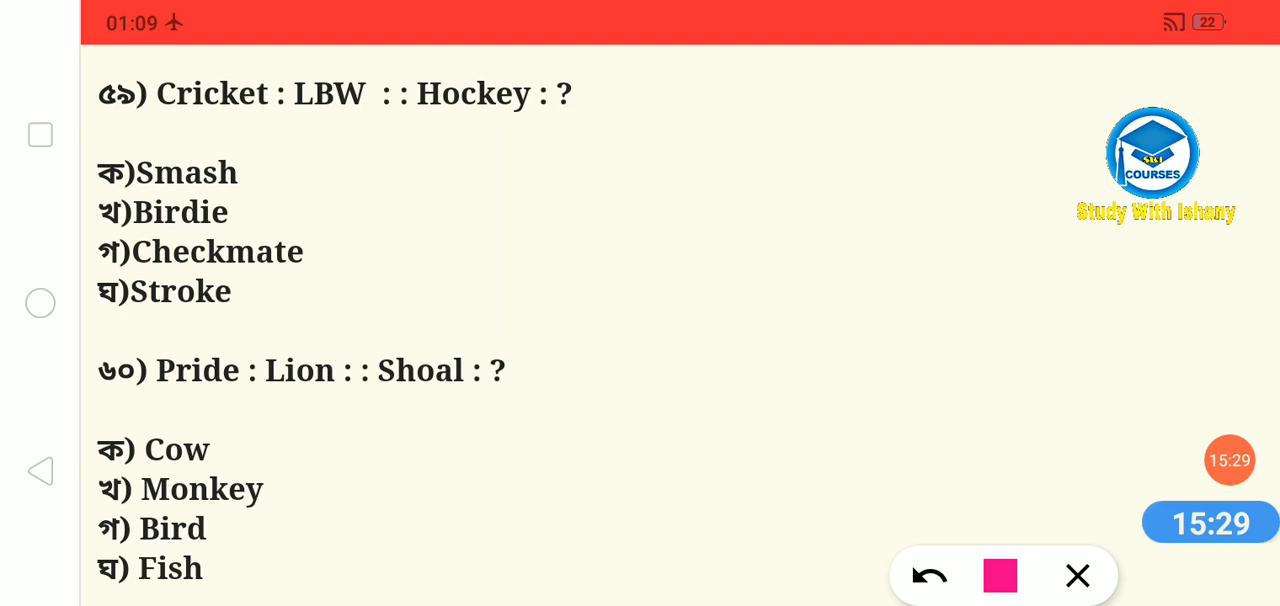 01:09
22
৫৯) Cricket : LBW : : Hockey : ?
ক)Smash
খ)Birdie
গ)Checkmate
ঘ)Stroke
৬০) Pride : Lion : : Shoal : ?
ক) Cow
খ) Monkey
গ) Bird
ঘ) Fish
SWI
COURSES
Study With Ishany
15:29
15:29